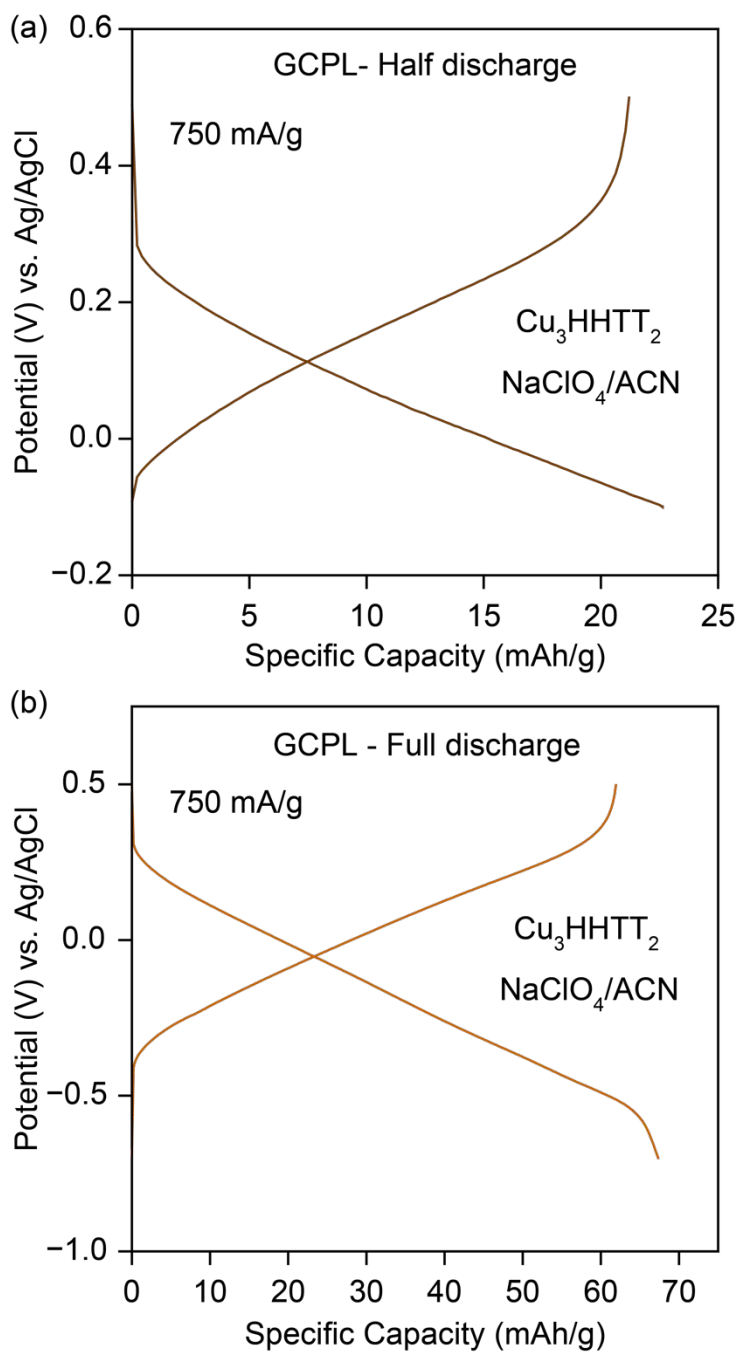 (a)
GCPL- Half discharge
750 mA/g
Cu₃HHTT₂
NaClO₄/ACN
Potential (V) vs. Ag/AgCl
0.6
0.4
0.2
0.0
−0.2
0 5 10 15 20 25
Specific Capacity (mAh/g)
(b)
GCPL - Full discharge
750 mA/g
Cu₃HHTT₂
NaClO₄/ACN
Potential (V) vs. Ag/AgCl
0.5
0.0
−0.5
−1.0
0 10 20 30 40 50 60 70
Specific Capacity (mAh/g)